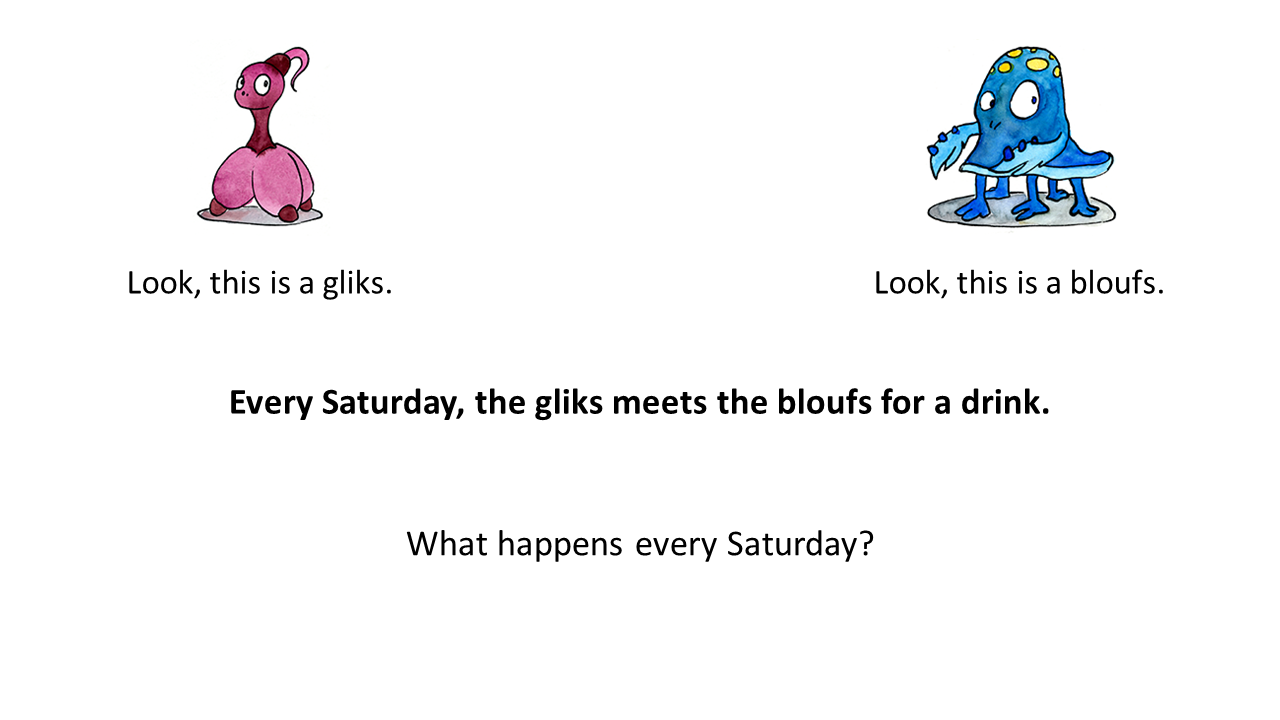 Look, this is a gliks.
Look, this is a bloufs.
Every Saturday, the gliks meets the bloufs for a drink.
What happens every Saturday?